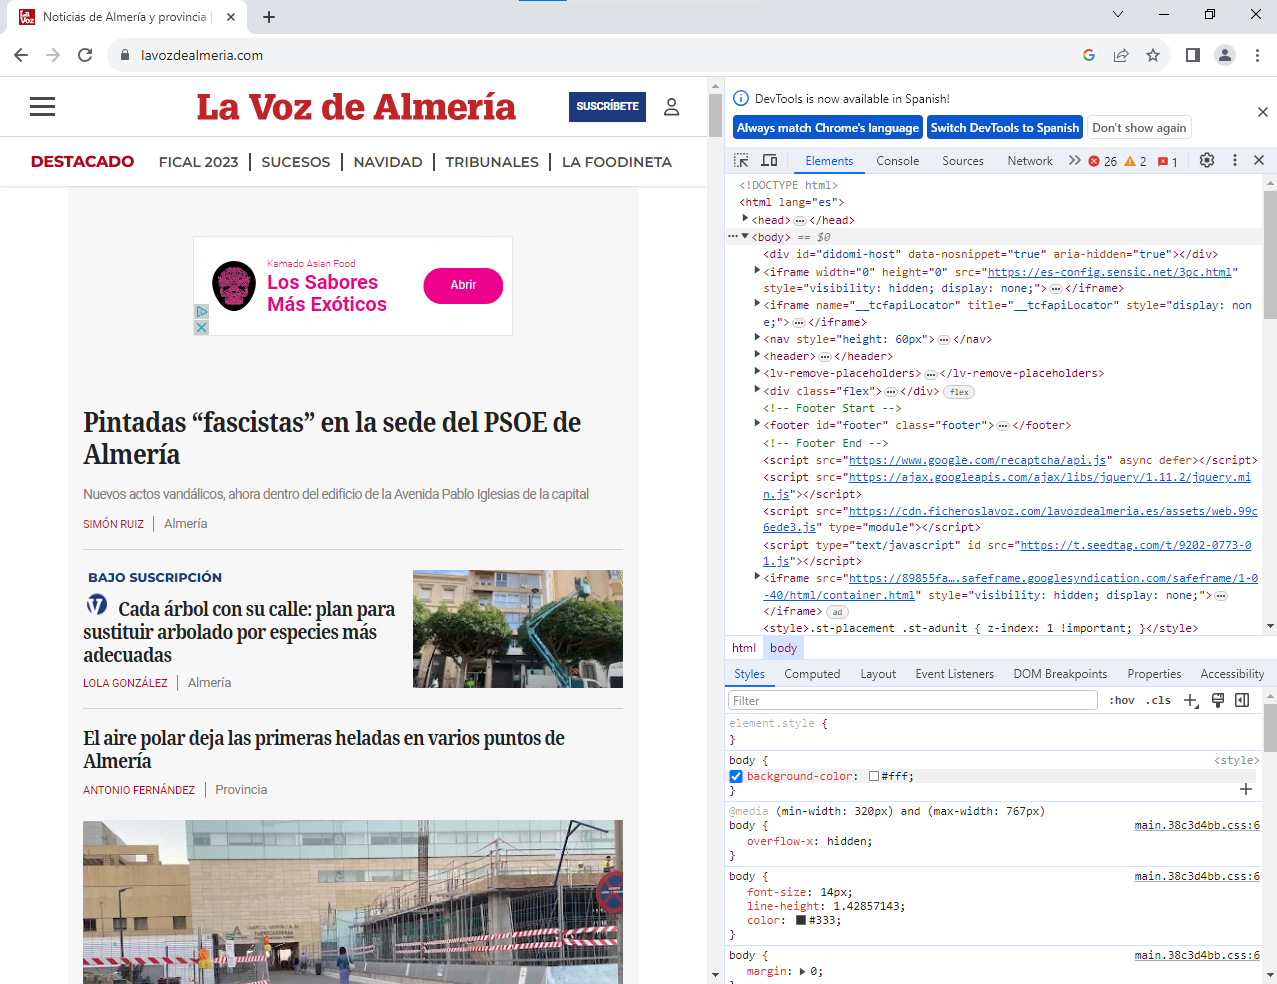 Noticias de Almería y provincia
lavozdealmeria.com
La Voz de Almería
SUSCRÍBETE
DESTACADO FICAL 2023 | SUCESOS | NAVIDAD | TRIBUNALES | LA FOODINETA
Kamado Asian Food
Los Sabores
Más Exóticos
Abrir
Pintadas “fascistas” en la sede del PSOE de
Almería
Nuevos actos vandálicos, ahora dentro del edificio de la Avenida Pablo Iglesias de la capital
SIMÓN RUIZ | Almería
BAJO SUSCRIPCIÓN
Cada árbol con su calle: plan para
sustituir arbolado por especies más
adecuadas
LOLA GONZÁLEZ | Almería
El aire polar deja las primeras heladas en varios puntos de
Almería
ANTONIO FERNÁNDEZ | Provincia
DevTools is now available in Spanish!
Always match Chrome's language Switch DevTools to Spanish Don't show again
Elements Console Sources Network 26 2 1
<!DOCTYPE html>
<html lang="es">
<head> </head>
<body> == $0
<div id="didomi-host" data-nosnippet="true" aria-hidden="true"></div>
<iframe width="0" height="0" src="https://es-config.sensic.net/3pc.html"
style="visibility: hidden; display: none;"> </iframe>
<iframe name="__tcfapiLocator" title="__tcfapiLocator" style="display: non
e;"> </iframe>
<nav style="height: 60px"> </nav>
<header> </header>
<lv-remove-placeholders> </lv-remove-placeholders>
<div class="flex"> </div> flex
<!-- Footer Start -->
<footer id="footer" class="footer"> </footer>
<!-- Footer End -->
<script src="https://www.google.com/recaptcha/api.js" async defer></script>
<script src="https://ajax.googleapis.com/ajax/libs/jquery/1.11.2/jquery.mi
n.js"></script>
<script src="https://cdn.ficheroslavoz.com/lavozdealmeria.es/assets/web.99c
6ede3.js" type="module"></script>
<script type="text/javascript" id src="https://t.seedtag.com/t/9202-0773-0
1.js"></script>
<iframe src="https://89855fa….safeframe.googlesyndication.com/safeframe/1-0
-40/html/container.html" style="visibility: hidden; display: none;">
</iframe> ad
<style>.st-placement .st-adunit { z-index: 1 !important; }</style>
html body
Styles Computed Layout Event Listeners DOM Breakpoints Properties Accessibility
Filter :hov .cls
element.style {
}
body { <style>
background-color: #fff;
}
@media (min-width: 320px) and (max-width: 767px)
body { main.38c3d4bb.css:6
overflow-x: hidden;
}
body { main.38c3d4bb.css:6
font-size: 14px;
line-height: 1.42857143;
color: #333;
}
body { main.38c3d4bb.css:6
margin: 0;